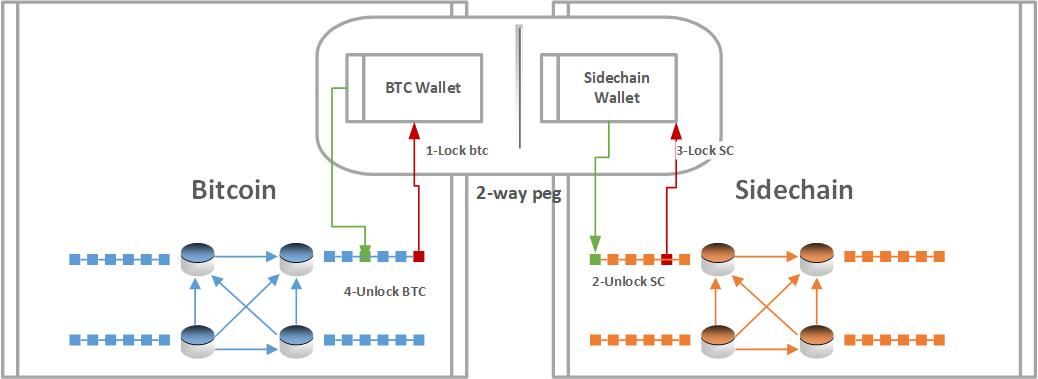 BTC Wallet
Sidechain
Wallet
1-Lock btc
3-Lock SC
Bitcoin
2-way peg
Sidechain
4-Unlock BTC
2-Unlock SC